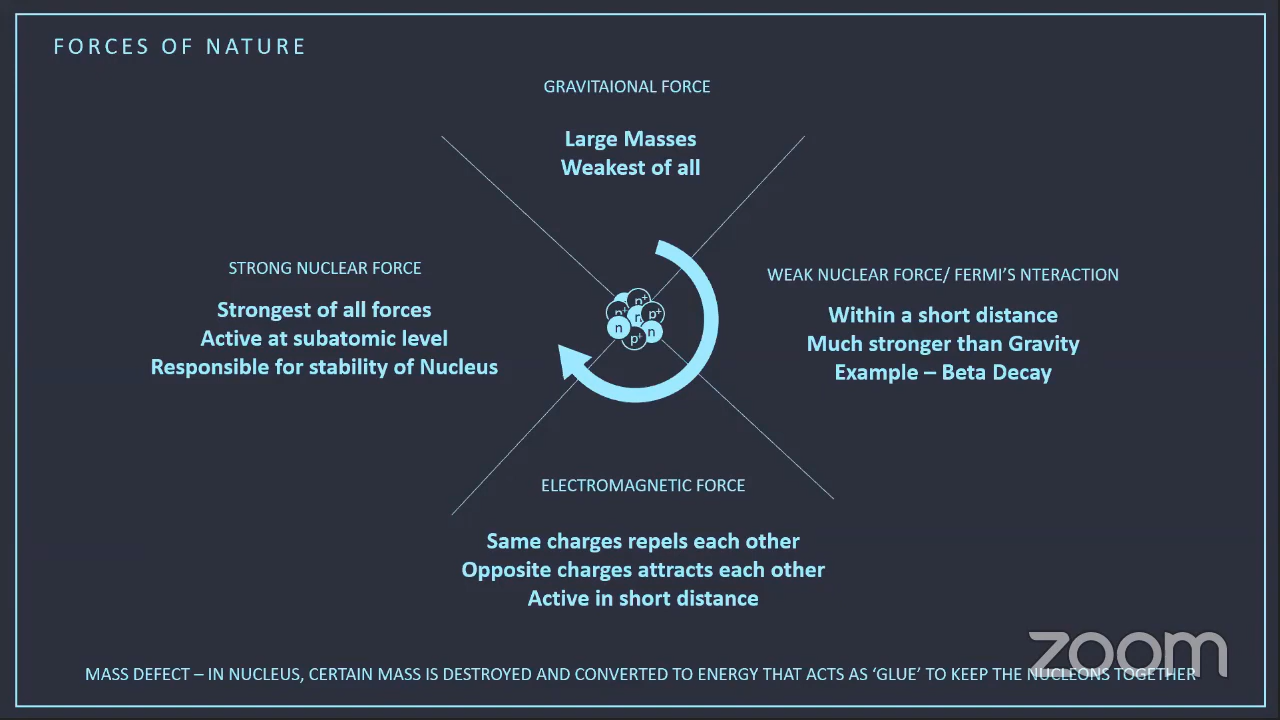 FORCES OF NATURE
GRAVITAIONAL FORCE
Large Masses
Weakest of all
STRONG NUCLEAR FORCE
Strongest of all forces
Active at subatomic level
Responsible for stability of Nucleus
WEAK NUCLEAR FORCE/ FERMI'S NTERACTION
Within a short distance
Much stronger than Gravity
Example – Beta Decay
n⁺
p⁺
n
n
p⁺
ELECTROMAGNETIC FORCE
Same charges repels each other
Opposite charges attracts each other
Active in short distance
zoom
MASS DEFECT – IN NUCLEUS, CERTAIN MASS IS DESTROYED AND CONVERTED TO ENERGY THAT ACTS AS 'GLUE' TO KEEP THE NUCLEONS TOGETHER